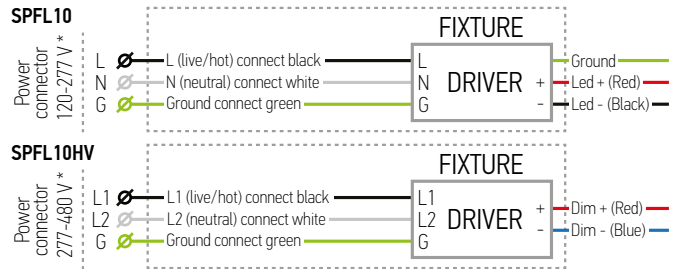 SPFL10
FIXTURE
Power
connector
120-277 V *
L
N
G
L (live/hot) connect black
N (neutral) connect white
Ground connect green
L
N
G
DRIVER
+
-
Ground
Led + (Red)
Led - (Black)
SPFL10HV
FIXTURE
Power
connector
277-480 V *
L1
L2
G
L1 (live/hot) connect black
L2 (neutral) connect white
Ground connect green
L1
L2
G
DRIVER
+
-
Dim + (Red)
Dim - (Blue)